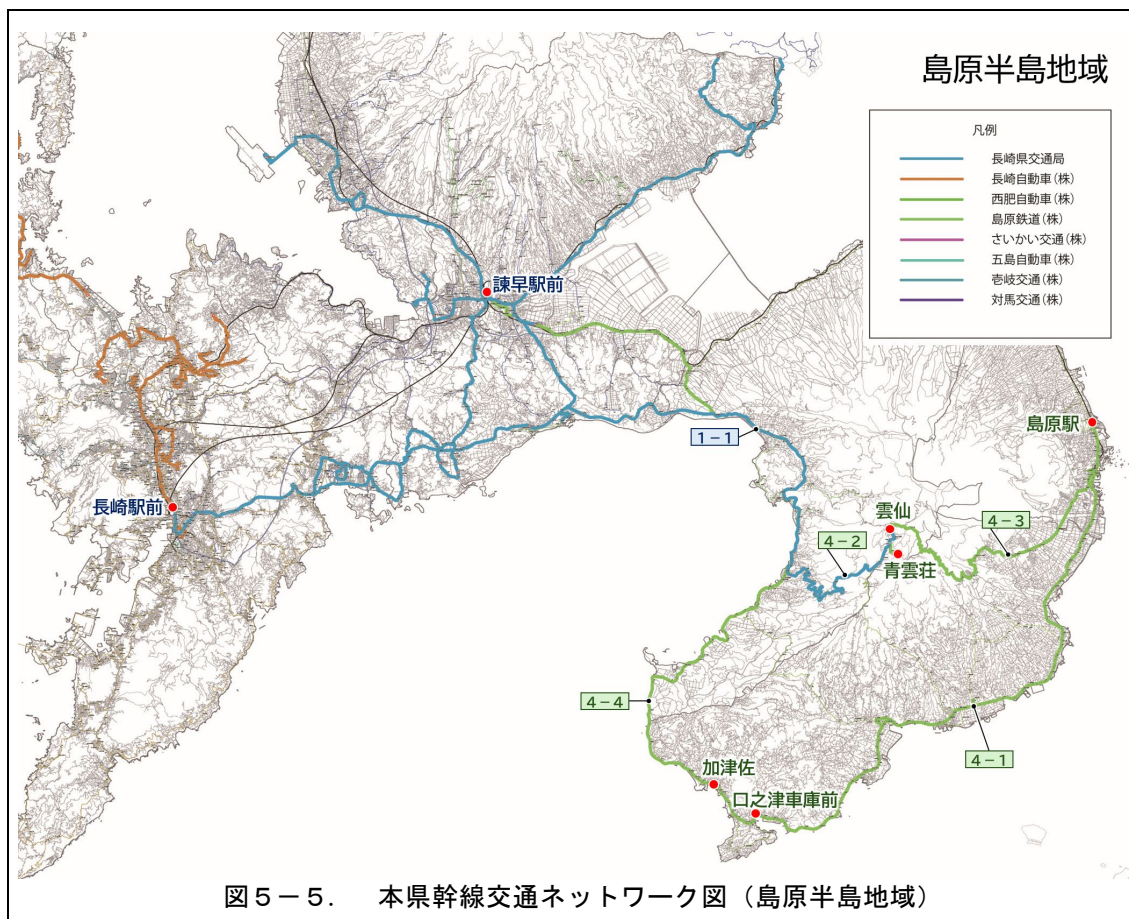 島原半島地域
凡例
長崎県交通局
長崎自動車(株)
西肥自動車(株)
島原鉄道(株)
さいかい交通(株)
五島自動車(株)
壱岐交通(株)
対馬交通(株)
諫早駅前
島原駅
1-1
長崎駅前
雲仙
4-3
4-2
青雲荘
4-4
4-1
加津佐
口之津車庫前
図5-5. 本県幹線交通ネットワーク図(島原半島地域)